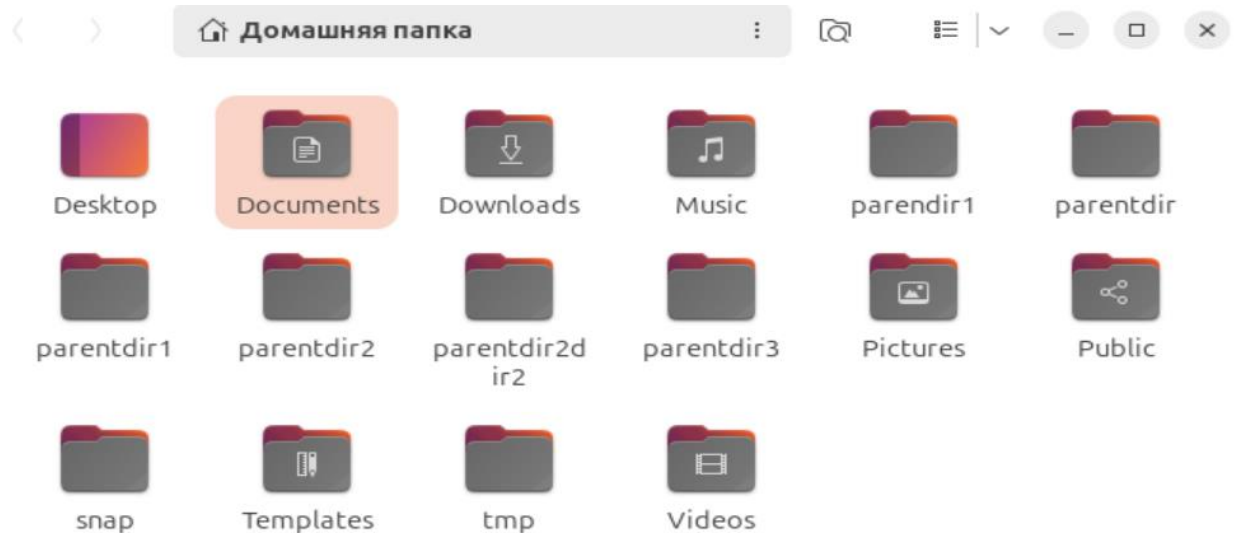 Домашняя папка
Desktop
Documents
Downloads
Music
parendir1
parentdir
parentdir1
parentdir2
parentdir2d
ir2
parentdir3
Pictures
Public
snap
Templates
tmp
Videos